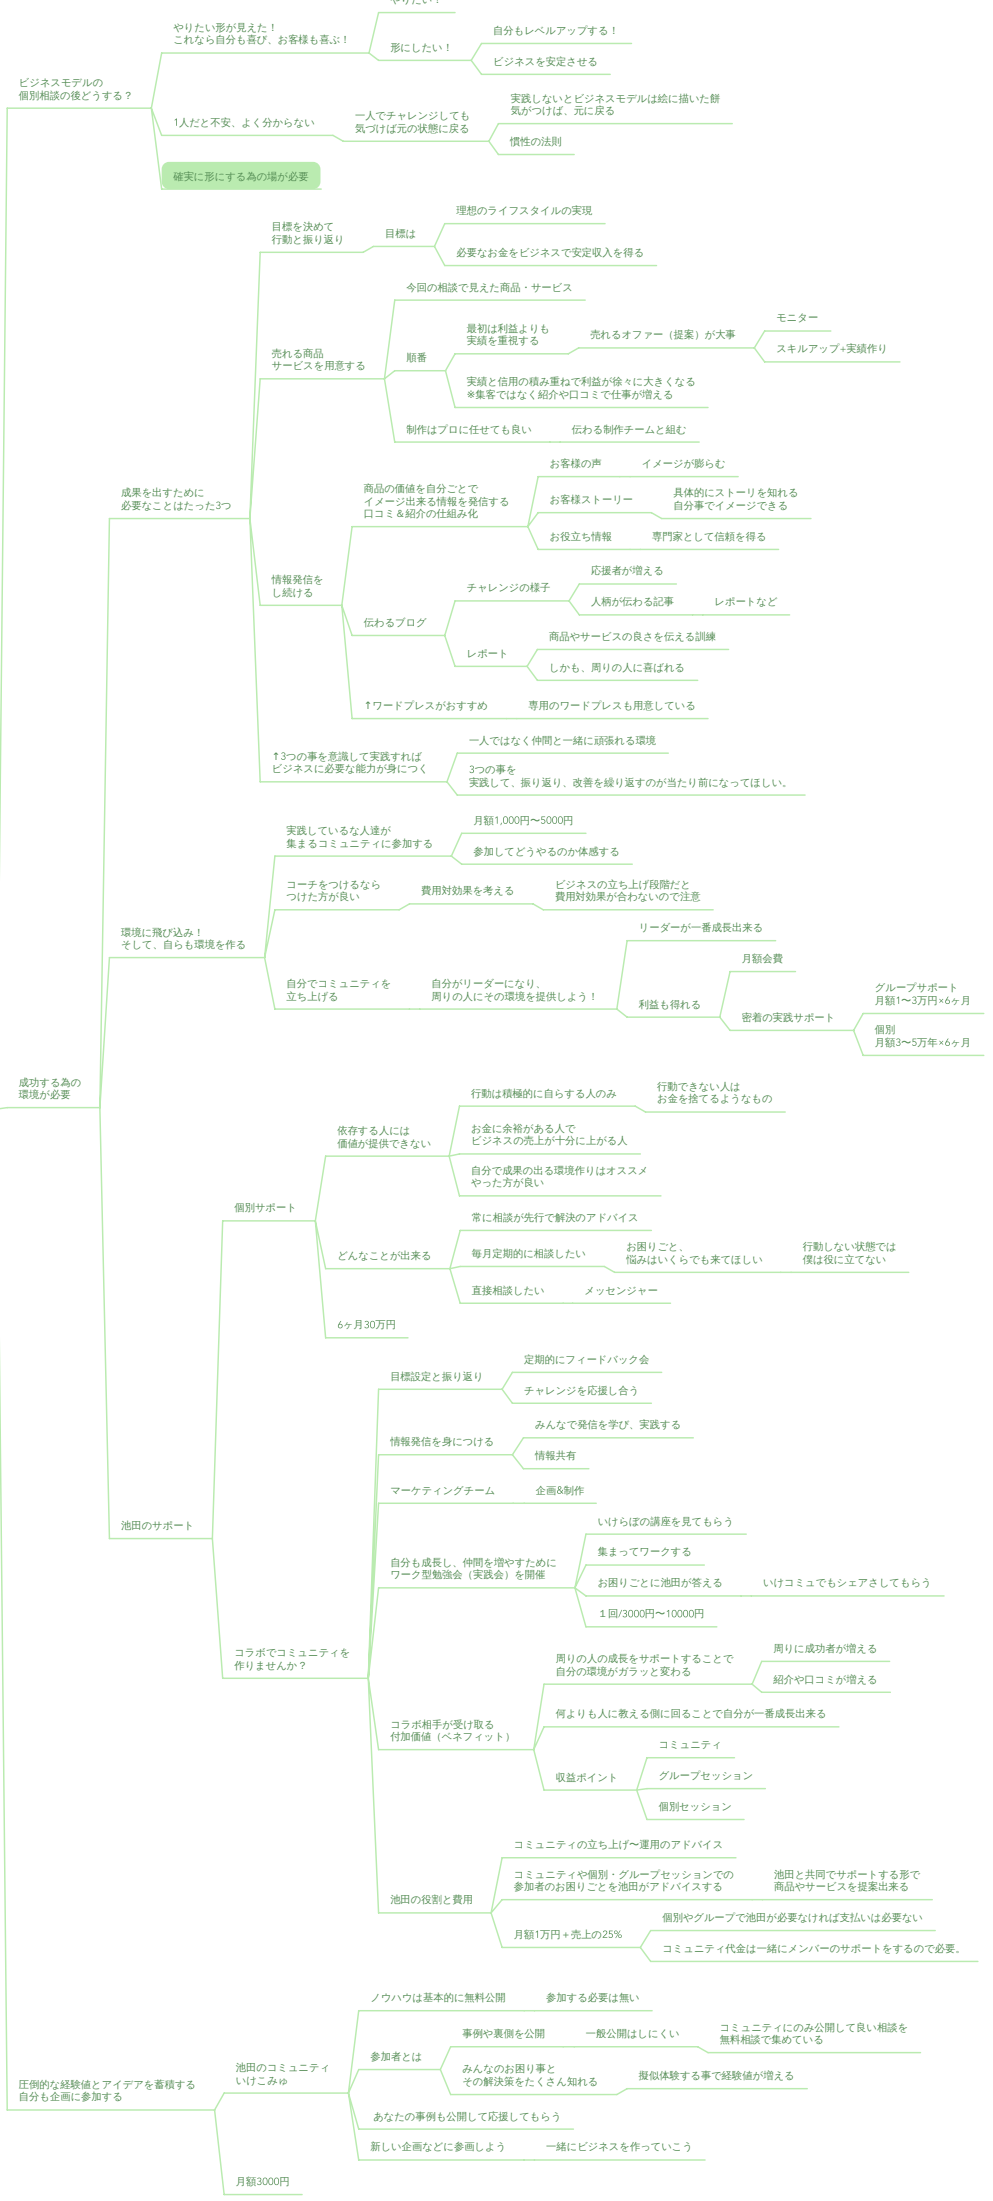 やりたい！
やりたい形が見えた！
これなら自分も喜び、お客様も喜ぶ！
形にしたい！
自分もレベルアップする！
ビジネスを安定させる
ビジネスモデルの
個別相談の後どうする？
1人だと不安、よく分からない
一人でチャレンジしても
気づけば元の状態に戻る
実践しないとビジネスモデルは絵に描いた餅
気がつけば、元に戻る
慣性の法則
確実に形にする為の場が必要
目標を決めて
行動と振り返り
目標は
理想のライフスタイルの実現
必要なお金をビジネスで安定収入を得る
売れる商品
サービスを用意する
今回の相談で見えた商品・サービス
順番
最初は利益よりも
実績を重視する
売れるオファー（提案）が大事
モニター
スキルアップ+実績作り
実績と信用の積み重ねで利益が徐々に大きくなる
※集客ではなく紹介や口コミで仕事が増える
制作はプロに任せても良い
伝わる制作チームと組む
成果を出すために
必要なことはたった3つ
情報発信を
し続ける
商品の価値を自分ごとで
イメージ出来る情報を発信する
口コミ＆紹介の仕組み化
お客様の声
イメージが膨らむ
お客様ストーリー
具体的にストーリを知れる
自分事でイメージできる
お役立ち情報
専門家として信頼を得る
伝わるブログ
チャレンジの様子
応援者が増える
人柄が伝わる記事
レポートなど
レポート
商品やサービスの良さを伝える訓練
しかも、周りの人に喜ばれる
↑ワードプレスがおすすめ
専用のワードプレスも用意している
↑3つの事を意識して実践すれば
ビジネスに必要な能力が身につく
一人ではなく仲間と一緒に頑張れる環境
3つの事を
実践して、振り返り、改善を繰り返すのが当たり前になってほしい。
環境に飛び込み！
そして、自らも環境を作る
実践しているな人達が
集まるコミュニティに参加する
月額1,000円〜5000円
参加してどうやるのか体感する
コーチをつけるなら
つけた方が良い
費用対効果を考える
ビジネスの立ち上げ段階だと
費用対効果が合わないので注意
自分でコミュニティを
立ち上げる
自分がリーダーになり、
周りの人にその環境を提供しよう！
リーダーが一番成長出来る
利益も得れる
月額会費
密着の実践サポート
グループサポート
月額1〜3万円×6ヶ月
個別
月額3〜5万年×6ヶ月
成功する為の
環境が必要
池田のサポート
個別サポート
依存する人には
価値が提供できない
行動は積極的に自らする人のみ
行動できない人は
お金を捨てるようなもの
お金に余裕がある人で
ビジネスの売上が十分に上がる人
自分で成果の出る環境作りはオススメ
やった方が良い
どんなことが出来る
常に相談が先行で解決のアドバイス
毎月定期的に相談したい
お困りごと、
悩みはいくらでも来てほしい
行動しない状態では
僕は役に立てない
直接相談したい
メッセンジャー
6ヶ月30万円
コラボでコミュニティを
作りませんか？
目標設定と振り返り
定期的にフィードバック会
チャレンジを応援し合う
情報発信を身につける
みんなで発信を学び、実践する
情報共有
マーケティングチーム
企画&制作
自分も成長し、仲間を増やすために
ワーク型勉強会（実践会）を開催
いけらぼの講座を見てもらう
集まってワークする
お困りごとに池田が答える
いけコミュでもシェアさしてもらう
１回/3000円〜10000円
コラボ相手が受け取る
付加価値（ベネフィット）
周りの人の成長をサポートすることで
自分の環境がガラッと変わる
周りに成功者が増える
紹介や口コミが増える
何よりも人に教える側に回ることで自分が一番成長出来る
収益ポイント
コミュニティ
グループセッション
個別セッション
池田の役割と費用
コミュニティの立ち上げ〜運用のアドバイス
コミュニティや個別・グループセッションでの
参加者のお困りごとを池田がアドバイスする
池田と共同でサポートする形で
商品やサービスを提案出来る
月額1万円＋売上の25%
個別やグループで池田が必要なければ支払いは必要ない
コミュニティ代金は一緒にメンバーのサポートをするので必要。
圧倒的な経験値とアイデアを蓄積する
自分も企画に参加する
池田のコミュニティ
いけこみゅ
ノウハウは基本的に無料公開
参加する必要は無い
参加者とは
事例や裏側を公開
一般公開はしにくい
コミュニティにのみ公開して良い相談を
無料相談で集めている
みんなのお困り事と
その解決策をたくさん知れる
擬似体験する事で経験値が増える
あなたの事例も公開して応援してもらう
新しい企画などに参画しよう
一緒にビジネスを作っていこう
月額3000円